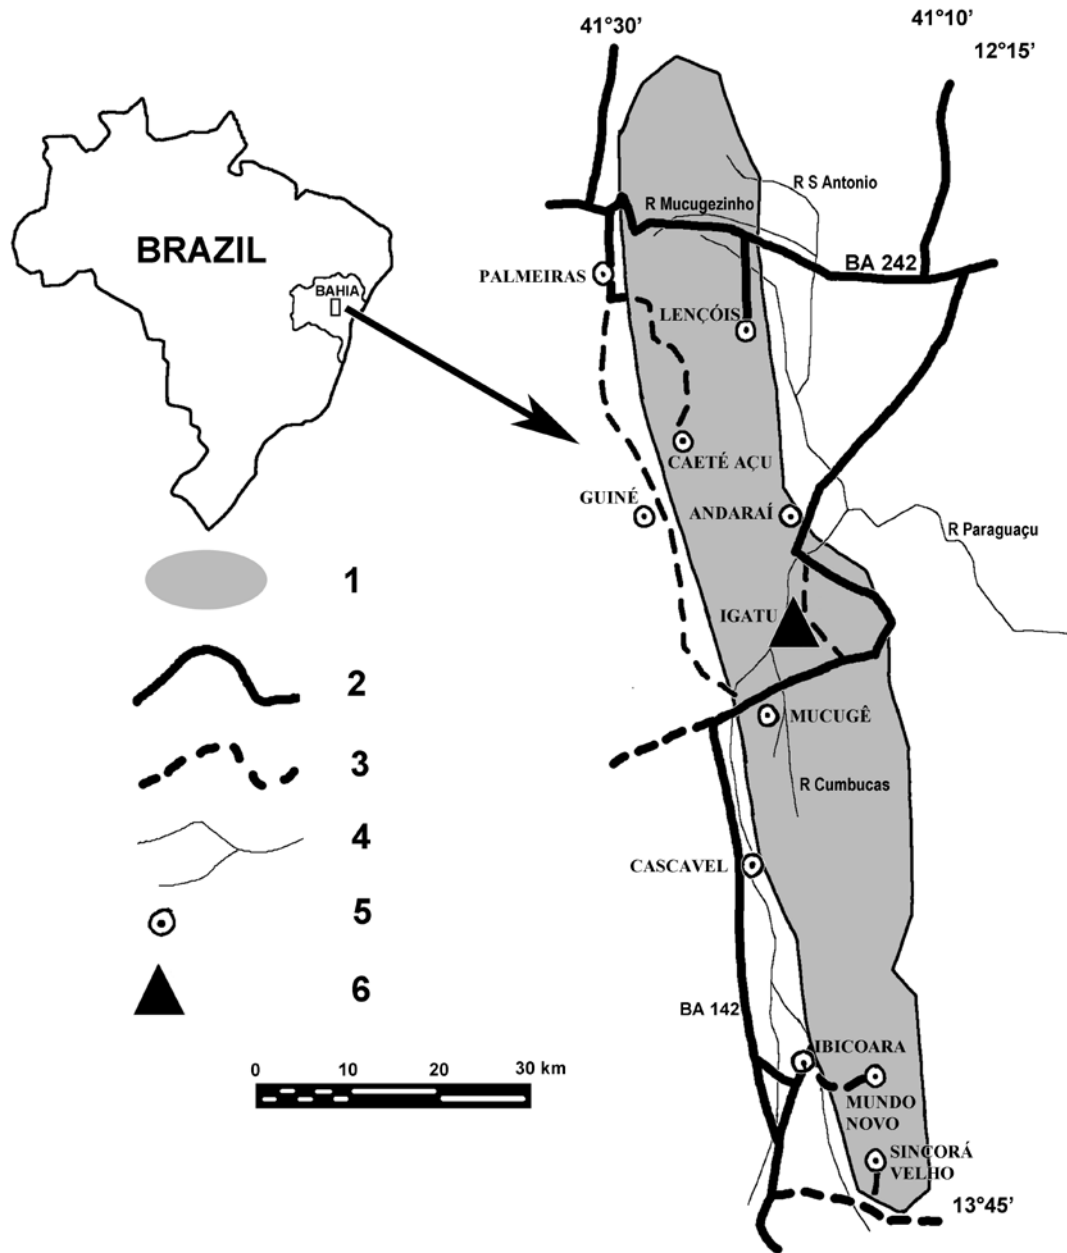 41°30’
41°10’
12°15’
R S Antonio
R Mucugezinho
BRAZIL
BA 242
PALMEIRAS
BAHIA
LENÇÓIS
CAETÉ AÇU
GUINÉ
ANDARAÍ
R Paraguaçu
1
IGATU
2
MUCUGÊ
3
R Cumbucas
4
CASCAVEL
5
6
BA 142
IBICOARA
0 10 20 30 km
MUNDO
NOVO
SINCORÁ
VELHO
13°45’